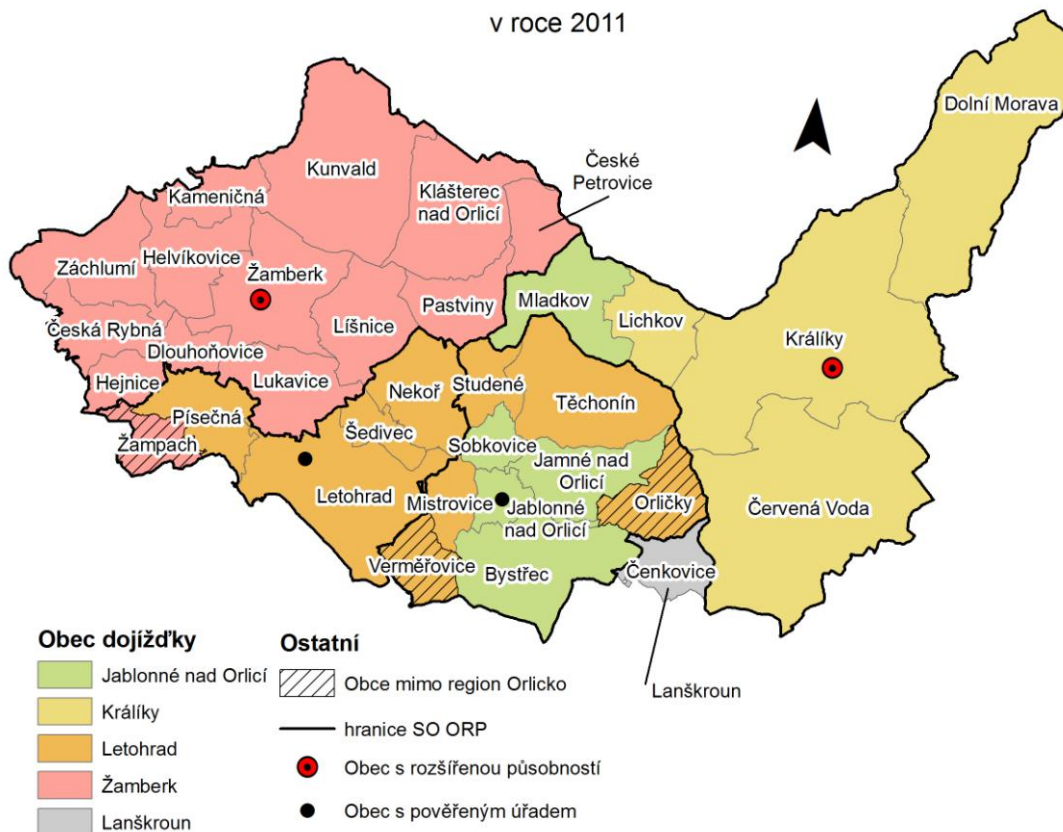 v roce 2011
Dolní Morava
České
Petrovice
Kunvald
Klášterec
nad Orlicí
Kameničná
Helvíkovice
Záchlumí
Žamberk
Pastviny
Mladkov
Lichkov
Líšnice
Česká Rybná
Dlouhoňovice
Králíky
Hejnice
Lukavice
Nekoř
Studené
Těchonín
Písečná
Šedivec
Žampach
Sobkovice
Jamné nad
Orlicí
Letohrad
Mistrovice
Orličky
Jablonné
nad Orlicí
Červená Voda
Verměřovice
Bystřec
Čenkovice
Lanškroun
Obec dojížďky
Jablonné nad Orlicí
Králíky
Letohrad
Žamberk
Lanškroun
Ostatní
Obce mimo region Orlicko
hranice SO ORP
Obec s rozšířenou působností
Obec s pověřeným úřadem